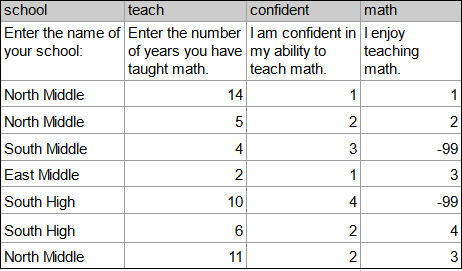 school teach confident math
Enter the name of your school: Enter the number of years you have taught math. I am confident in my ability to teach math. I enjoy teaching math.
North Middle 14 1 1
North Middle 5 2 2
South Middle 4 3 -99
East Middle 2 1 3
South High 10 4 -99
South High 6 2 4
North Middle 11 2 3